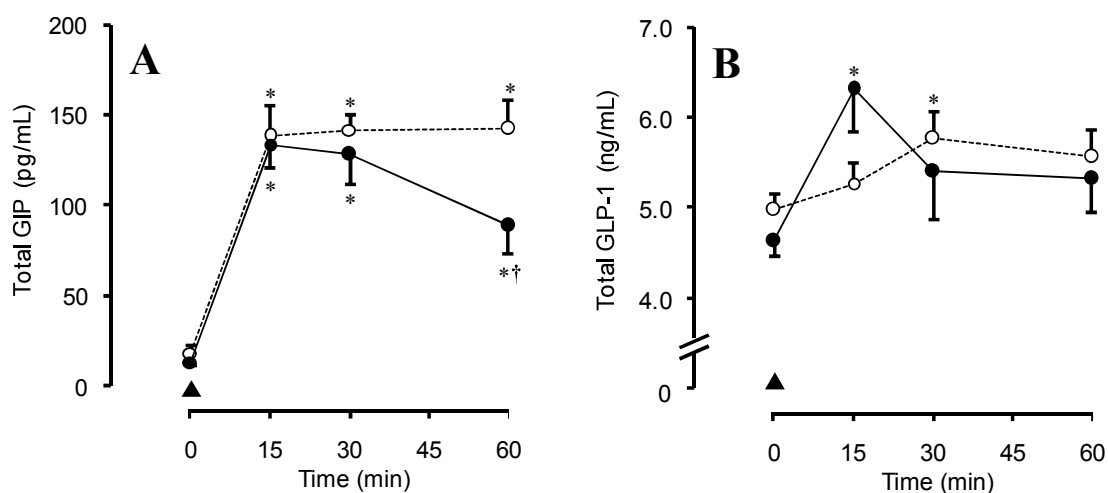 A
Total GIP (pg/mL)
200
150
100
50
0
*
*
*
*
*
*†
0 15 30 45 60
Time (min)
B
Total GLP-1 (ng/mL)
7.0
6.0
5.0
4.0
0
*
*
0 15 30 45 60
Time (min)